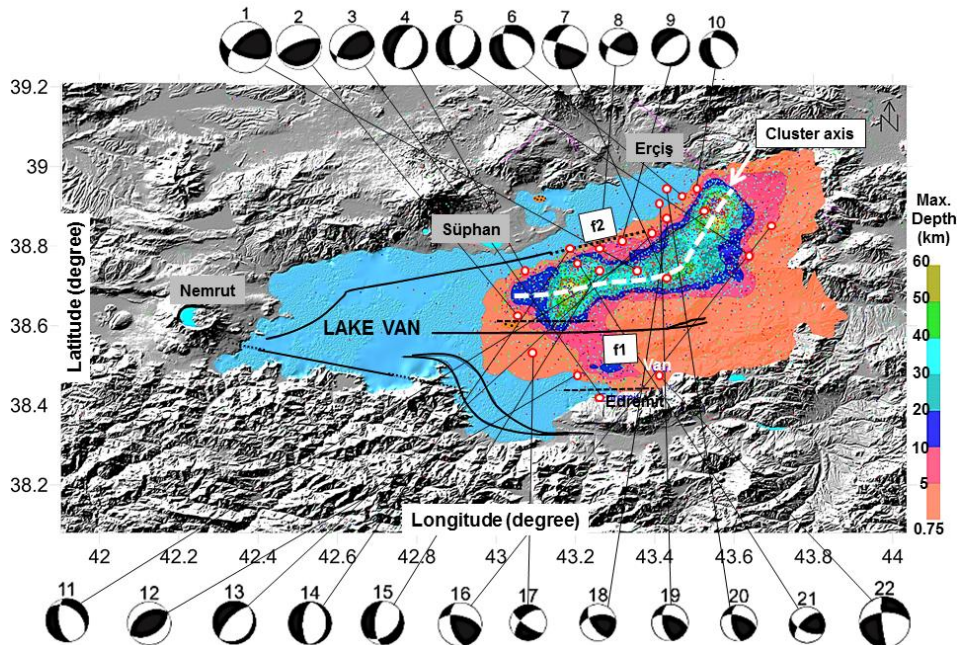 1 2 3 4 5 6 7 8 9 10
39.2
39
38.8
38.6
38.4
38.2
Latitude (degree)
Erçiş
Cluster axis
f2
Süphan
Nemrut
LAKE VAN
f1
Van
Edremit
Max.
Depth
(km)
60
50
40
30
20
10
5
0.75
Longitude (degree)
42 42.2 42.4 42.6 42.8 43 43.2 43.4 43.6 43.8 44
11 12 13 14 15 16 17 18 19 20 21 22